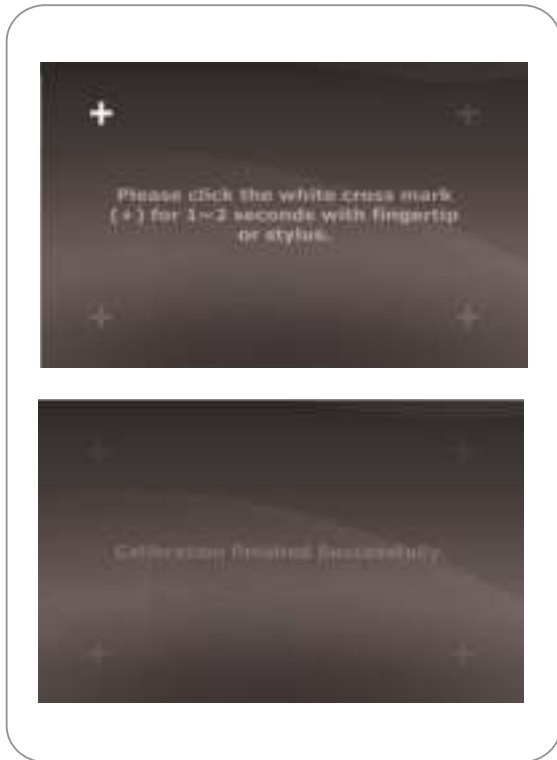 Please click the white cross mark
(+) for 1~2 seconds with fingertip
or stylus.
Calibration finished Successfully